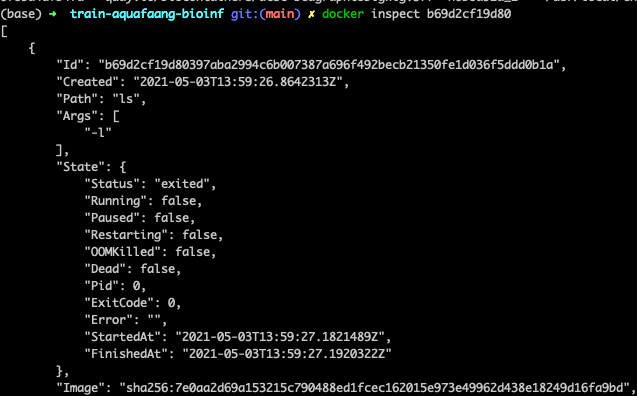 (base) ➜ train-aquafaang-bioinf git:(main) ✗ docker inspect b69d2cf19d80
[
    {
        "Id": "b69d2cf19d80397aba2994c6b007387a696f492becb21350fe1d036f5ddd0b1a",
        "Created": "2021-05-03T13:59:26.8642313Z",
        "Path": "ls",
        "Args": [
            "-l"
        ],
        "State": {
            "Status": "exited",
            "Running": false,
            "Paused": false,
            "Restarting": false,
            "OOMKilled": false,
            "Dead": false,
            "Pid": 0,
            "ExitCode": 0,
            "Error": "",
            "StartedAt": "2021-05-03T13:59:27.1821489Z",
            "FinishedAt": "2021-05-03T13:59:27.1920322Z"
        },
        "Image": "sha256:7e0aa2d69a153215c790488ed1fcec162015e973e49962d438e18249d16fa9bd",